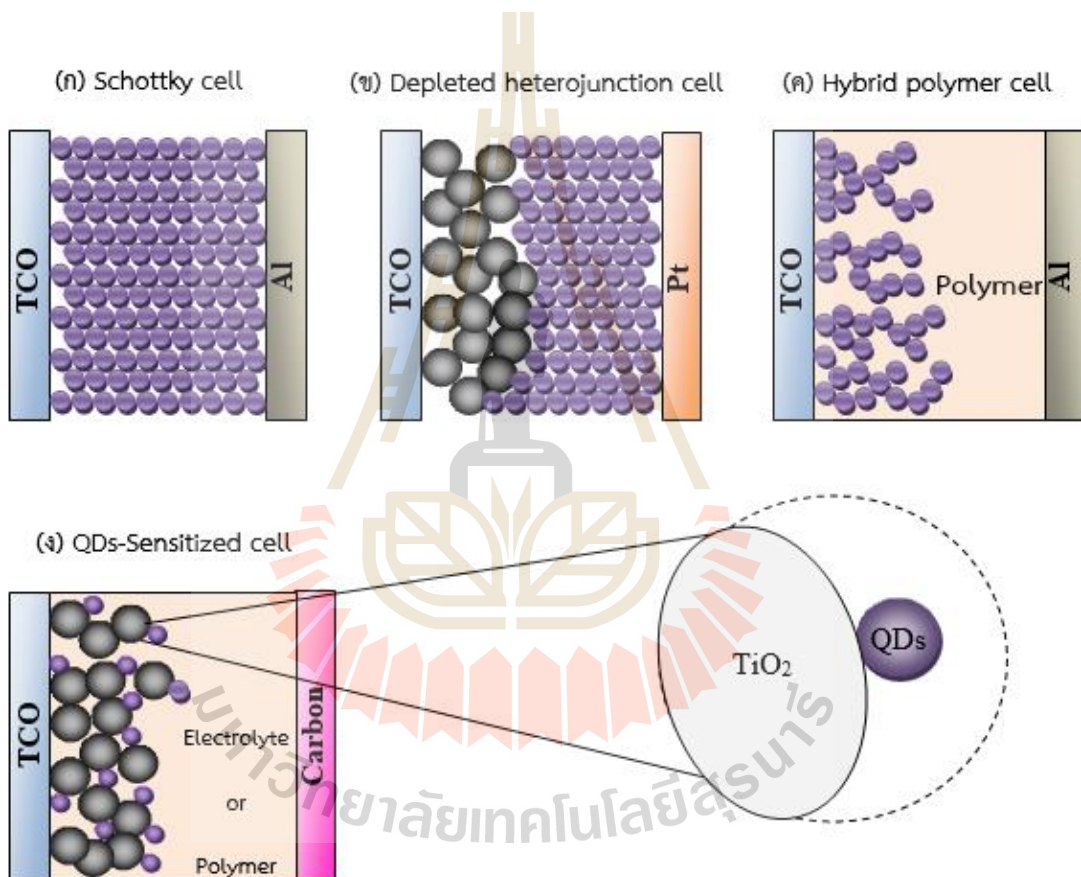 (ก) Schottky cell
(ข) Depleted heterojunction cell
(ค) Hybrid polymer cell
TCO
Al
TCO
Pt
TCO
Polymer
Al
(ง) QDs-Sensitized cell
TCO
Electrolyte
or
Polymer
Carbon
TiO₂
QDs
มหาวิทยาลัยเทคโนโลยีสุรนารี